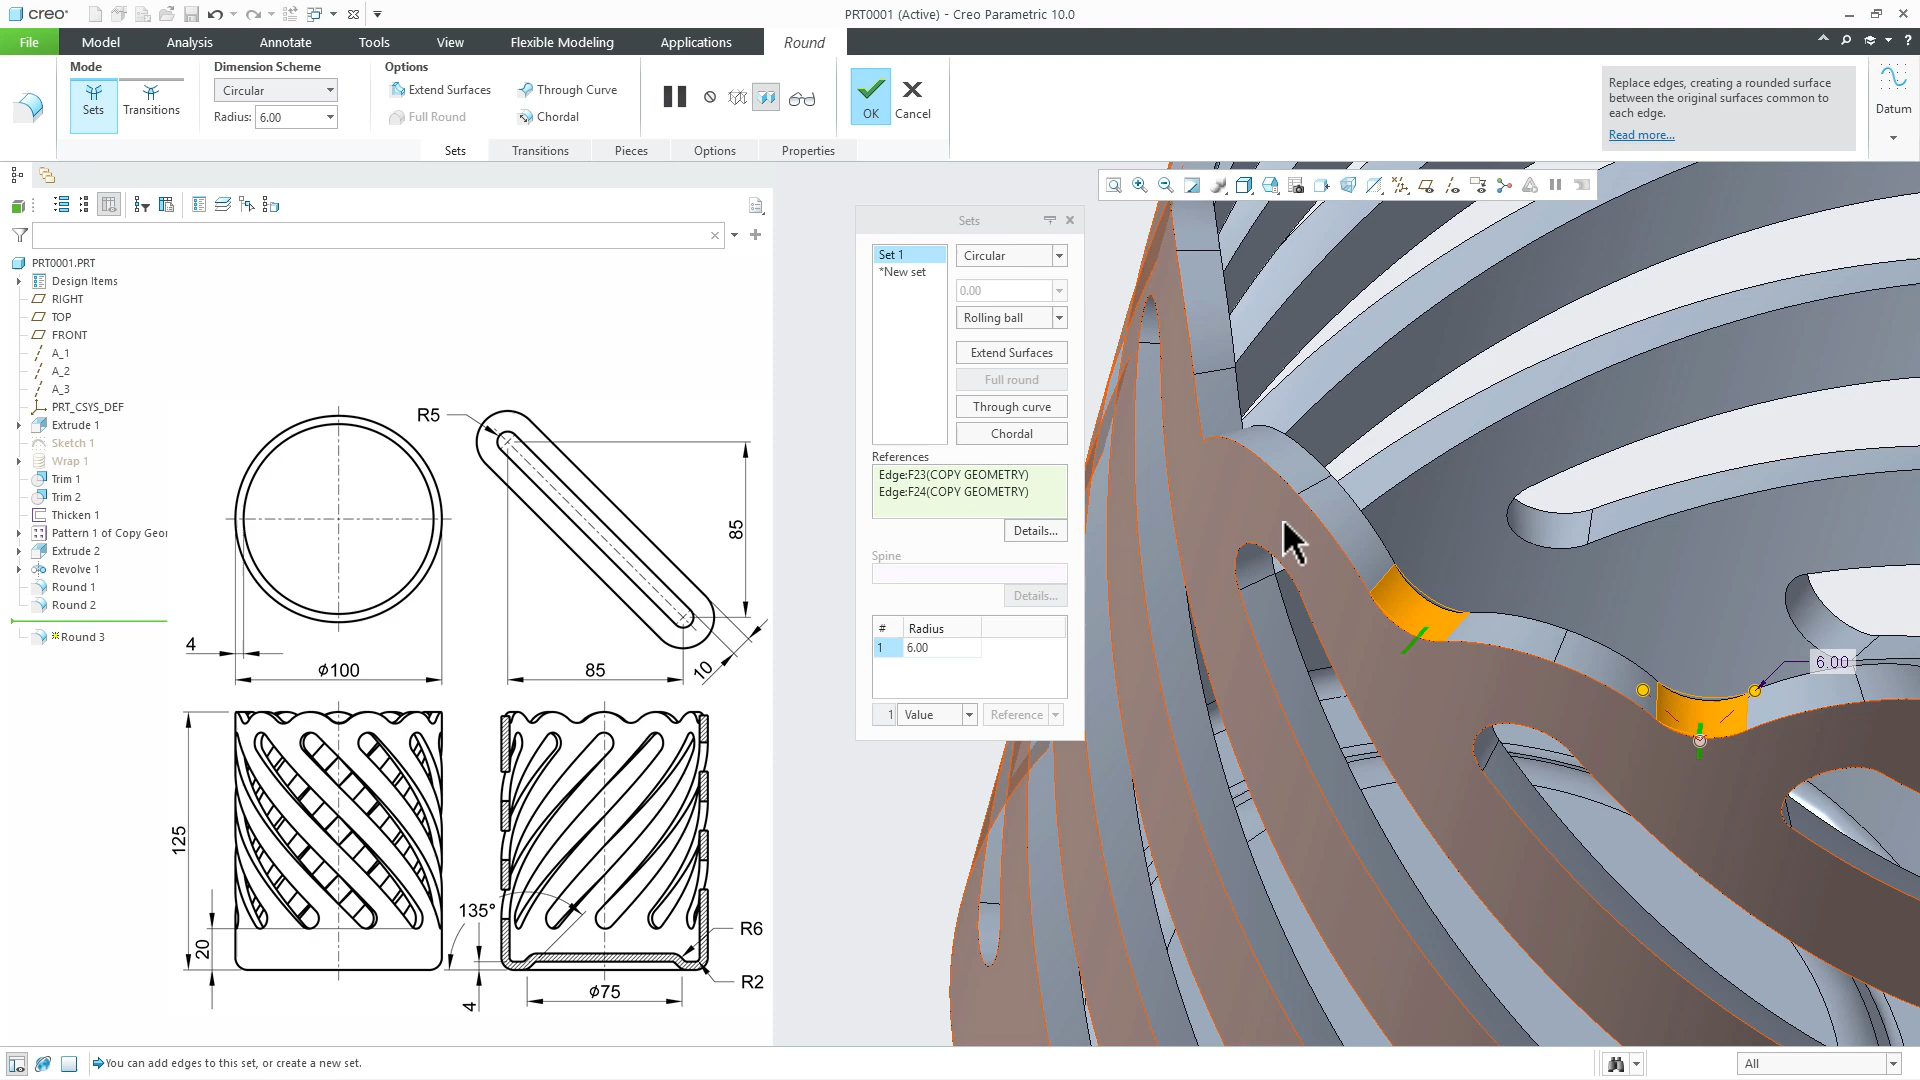 creo
PRT0001 (Active) - Creo Parametric 10.0
File
Model
Analysis
Annotate
Tools
View
Flexible Modeling
Applications
Round
Mode
Sets
Transitions
Dimension Scheme
Circular
Radius: 6.00
Options
Extend Surfaces
Through Curve
Full Round
Chordal
OK
Cancel
Replace edges, creating a rounded surface
between the original surfaces common to
each edge.
Read more...
Datum
Sets
Transitions
Pieces
Options
Properties
PRT0001.PRT
Design Items
RIGHT
TOP
FRONT
A_1
A_2
A_3
PRT_CSYS_DEF
Extrude 1
Sketch 1
Wrap 1
Trim 1
Trim 2
Thicken 1
Pattern 1 of Copy Geor
Extrude 2
Revolve 1
Round 1
Round 2
*Round 3
R5
85
4
ϕ100
85
10
125
20
135°
R6
R2
4
ϕ75
Sets
Set 1
*New set
Circular
0.00
Rolling ball
Extend Surfaces
Full round
Through curve
Chordal
References
Edge:F23(COPY GEOMETRY)
Edge:F24(COPY GEOMETRY)
Details...
Spine
Details...
# Radius
1 6.00
1 Value Reference
6.00
You can add edges to this set, or create a new set.
All